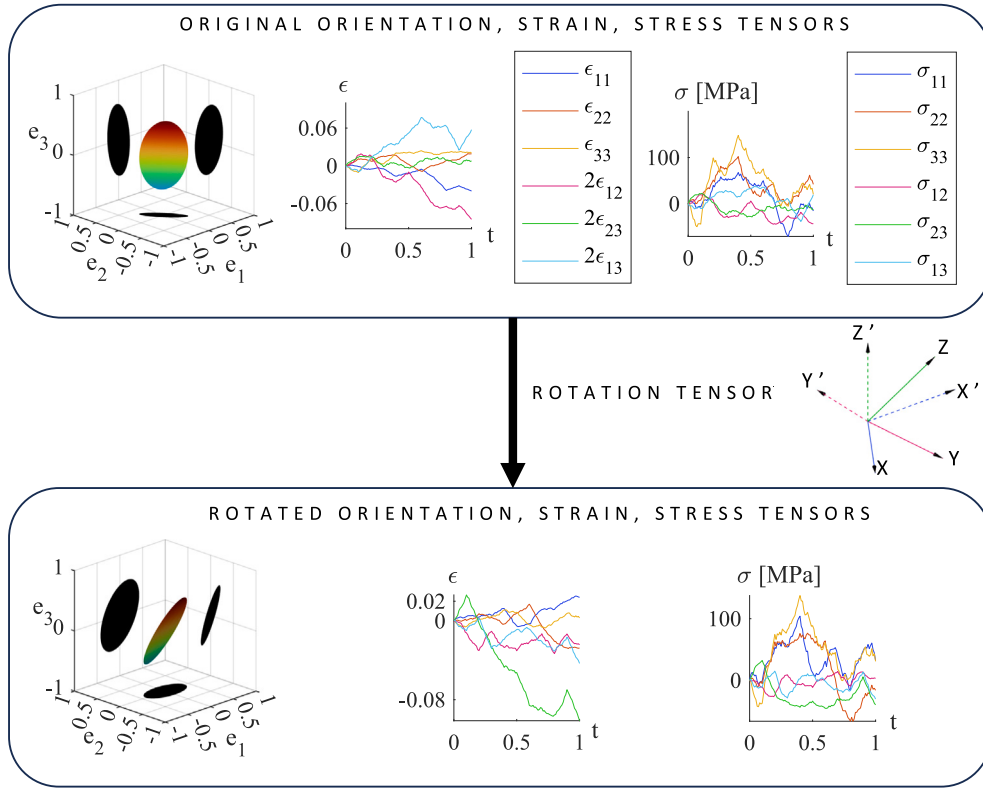 ORIGINAL ORIENTATION, STRAIN, STRESS TENSORS
1
e₃ 0
-1
1
0.5
0
-0.5
-1
e₂
-1
-0.5
0
0.5
1
e₁
ϵ
0.06
0
-0.06
0 0.5 1 t
ϵ₁₁
ϵ₂₂
ϵ₃₃
2ϵ₁₂
2ϵ₂₃
2ϵ₁₃
σ [MPa]
100
0
0 0.5 1 t
σ₁₁
σ₂₂
σ₃₃
σ₁₂
σ₂₃
σ₁₃
ROTATION TENSOR
Z'
Z
Y'
X'
X
Y
ROTATED ORIENTATION, STRAIN, STRESS TENSORS
1
e₃ 0
-1
1
0.5
0
-0.5
-1
e₂
-1
-0.5
0
0.5
1
e₁
ϵ
0.02
0
-0.08
0 0.5 1 t
σ [MPa]
100
0
0 0.5 1 t